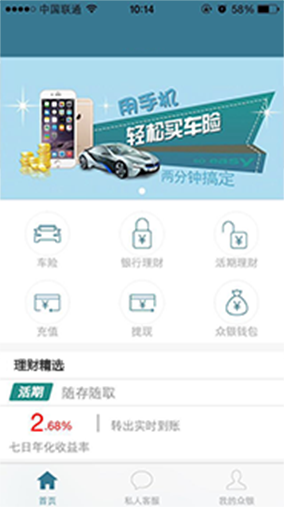 中国联通 10:14 58%
用手机
轻松买车险
SO EASY
两分钟搞定
车险 银行理财 活期理财
充值 提现 众银钱包
理财精选
活期 随存随取
2.68% 转出实时到账
七日年化收益率
首页 私人客服 我的众银